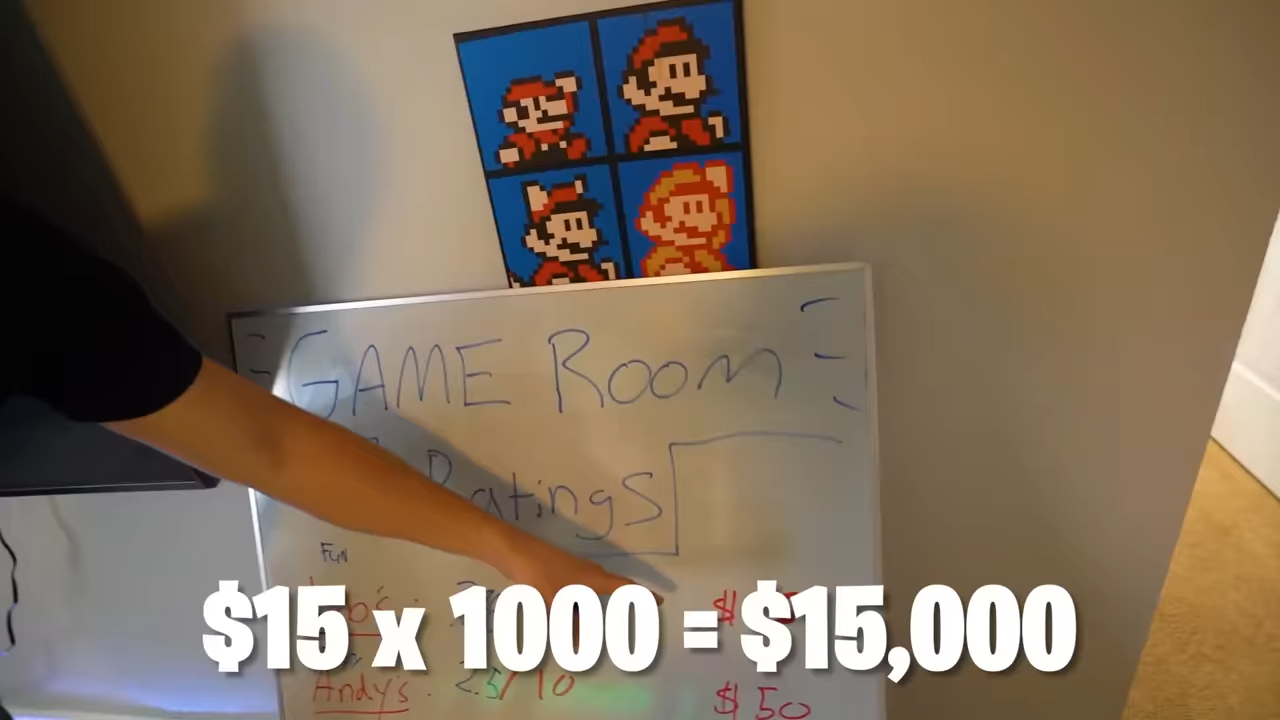 GAME ROOM
Ratings
Fun
$15 x 1000 = $15,000
Andy's : 2.5/10 $50